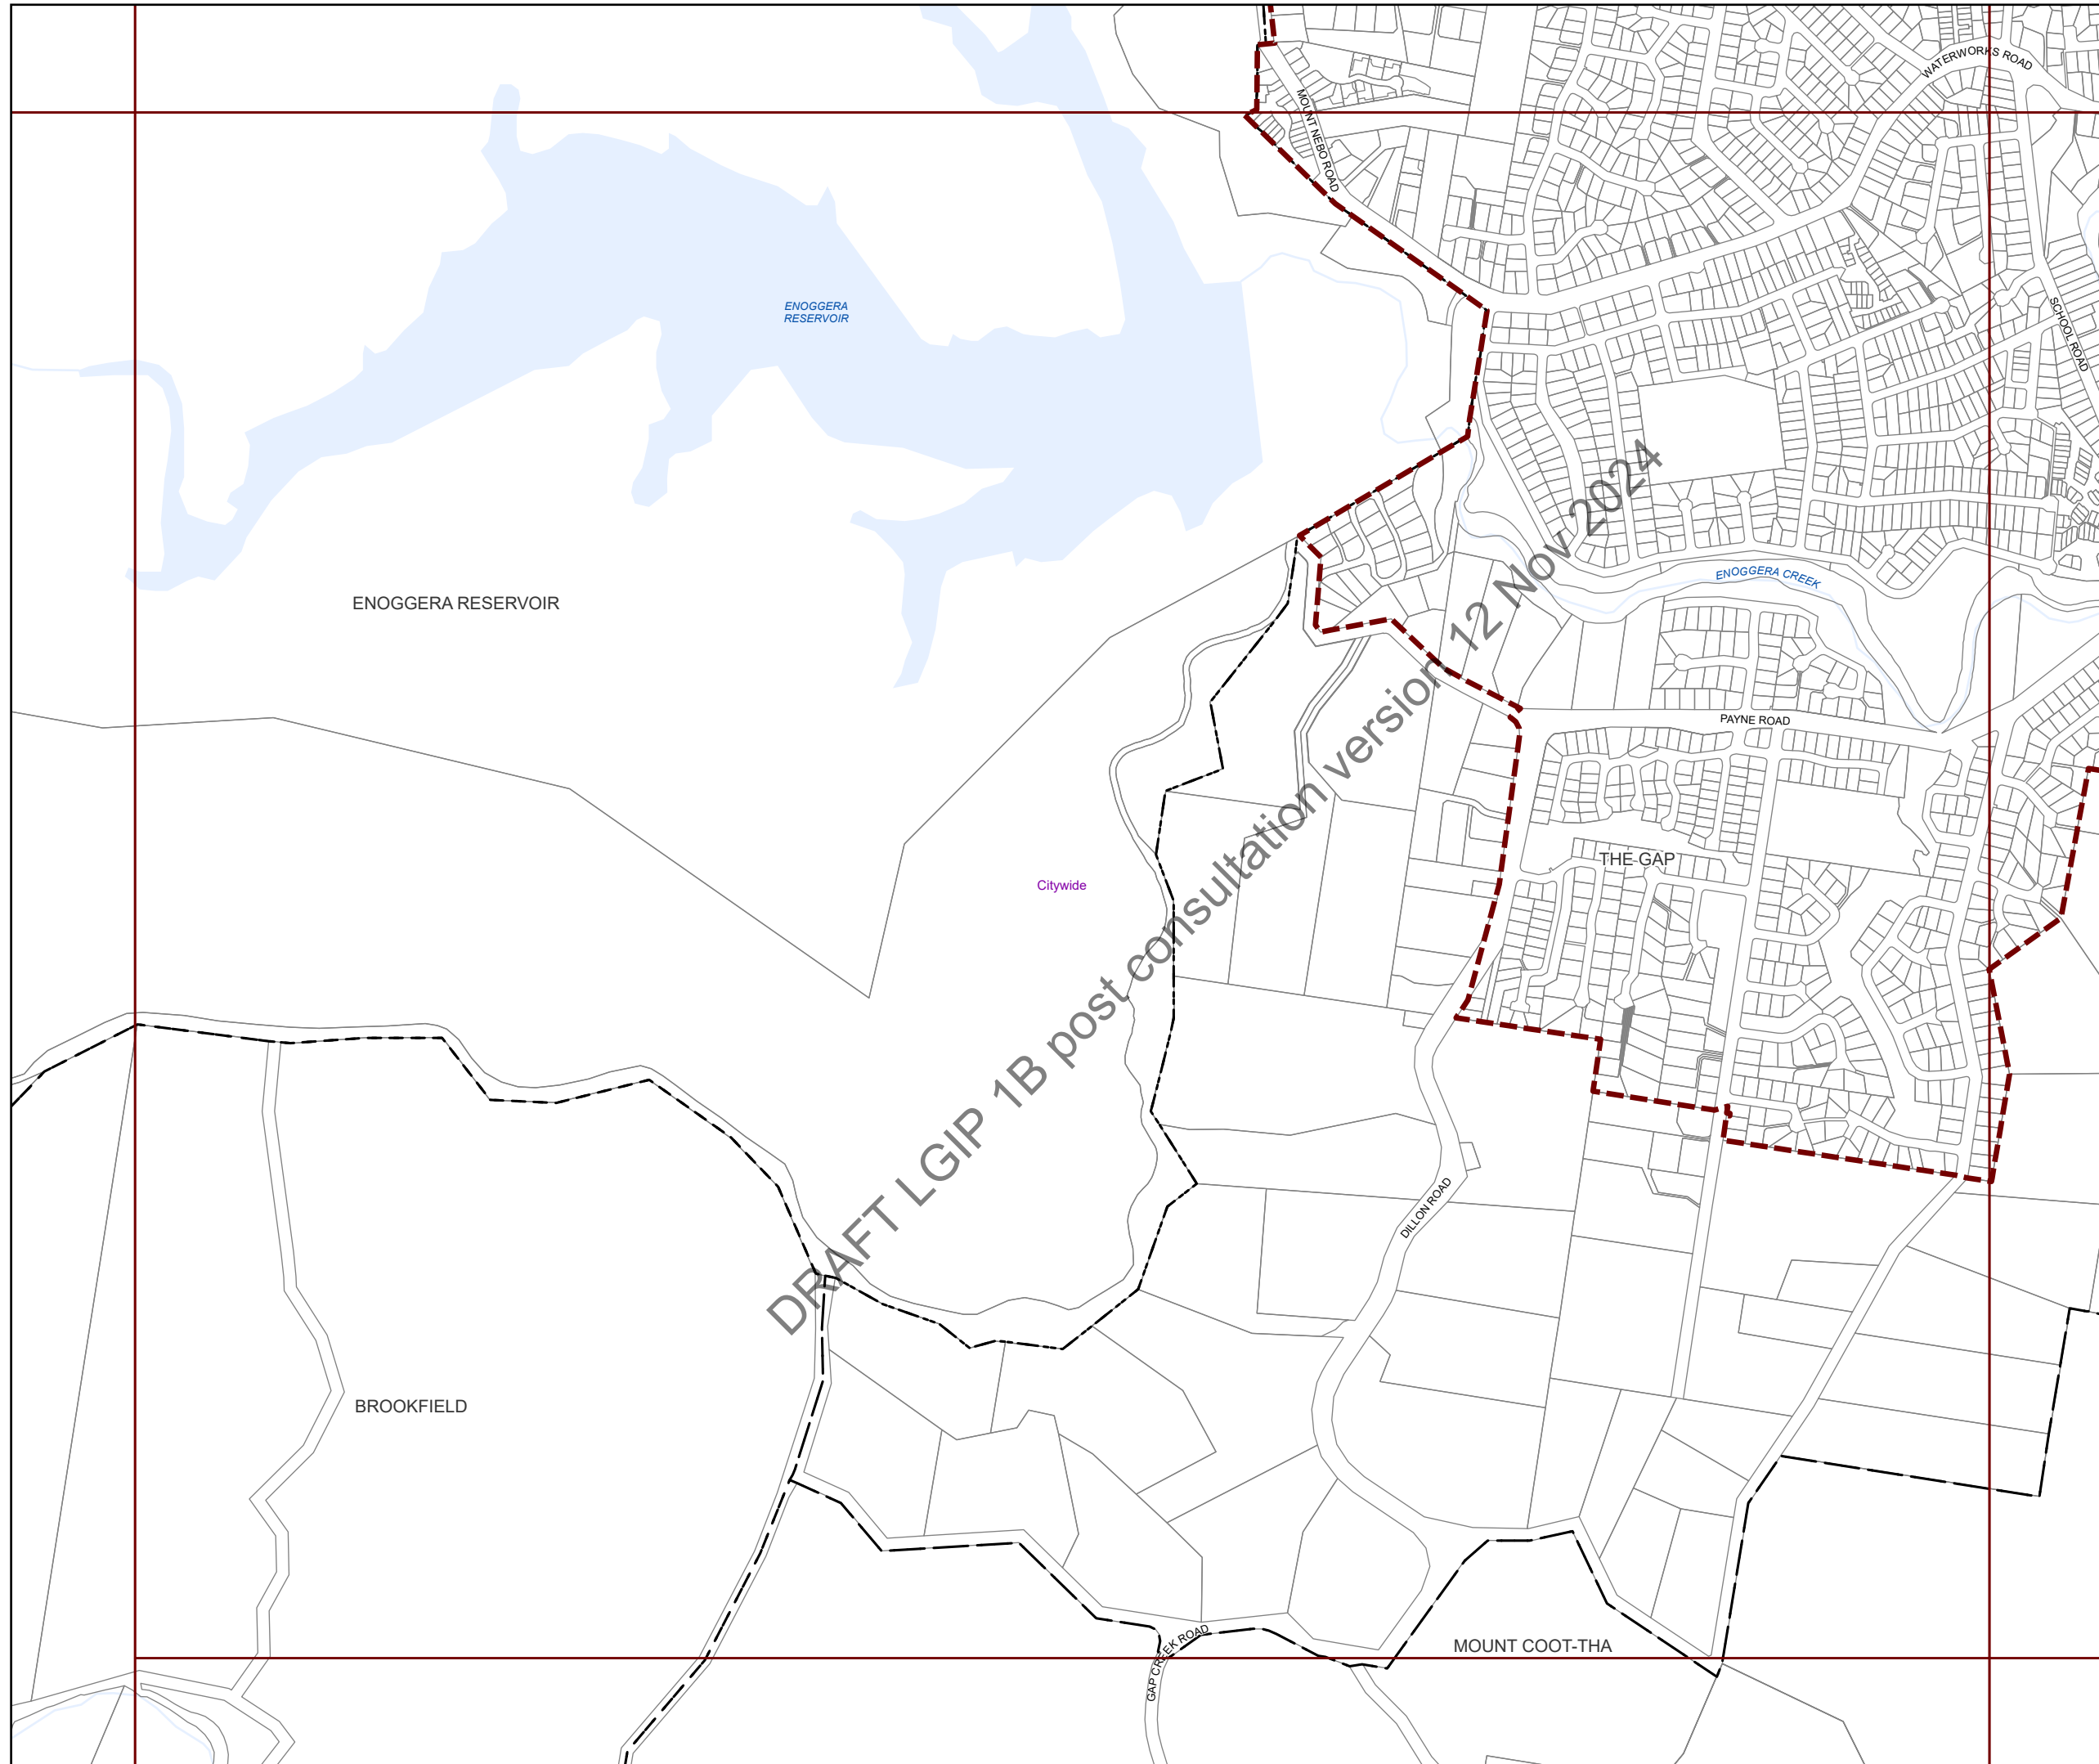 WATERWORKS ROAD
MOUNT NEBO ROAD
ENOGGERA
RESERVOIR
SCHOOL ROAD
ENOGGERA CREEK
ENOGGERA RESERVOIR
PAYNE ROAD
THE GAP
Citywide
DRAFT LGIP 1B post consultation version 12 Nov 2024
DILLON ROAD
BROOKFIELD
GAP CREEK ROAD
MOUNT COOT-THA